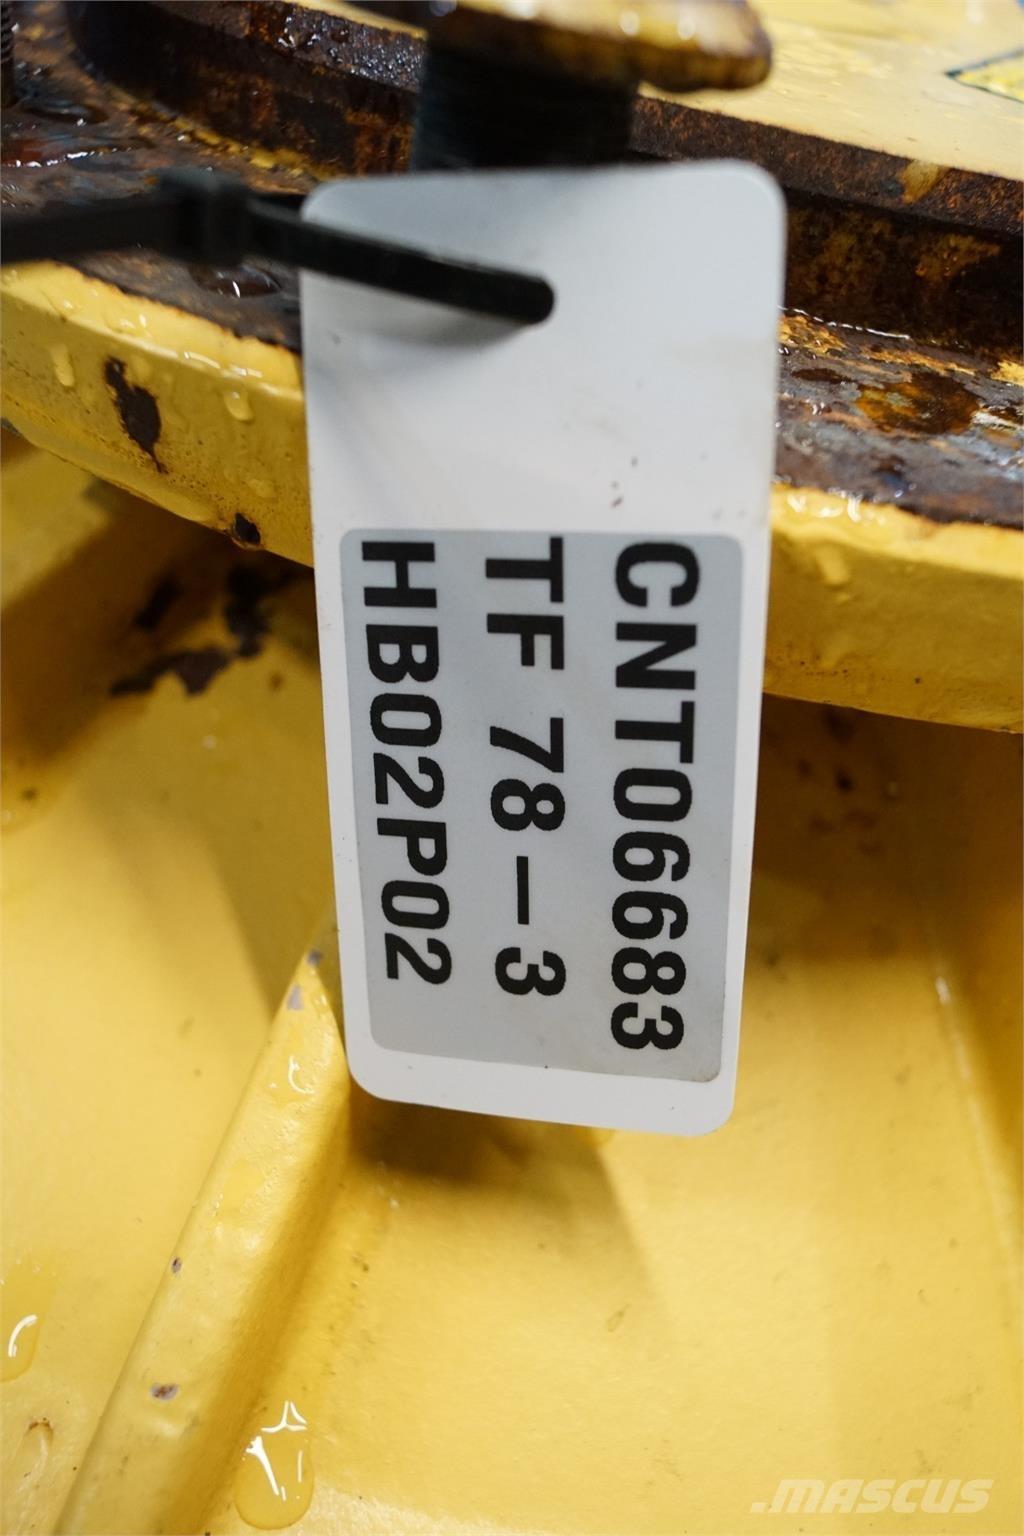 CNT06683
TF 78-3
HB02P02
.MASCUS